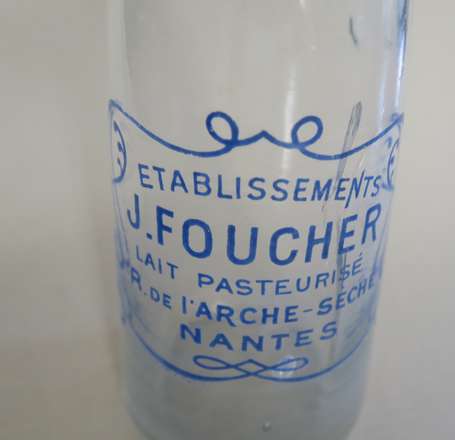 ETABLISSEMENTS
J. FOUCHER
LAIT PASTEURISÉ
R. DE l'ARCHE-SÈCHE
NANTES